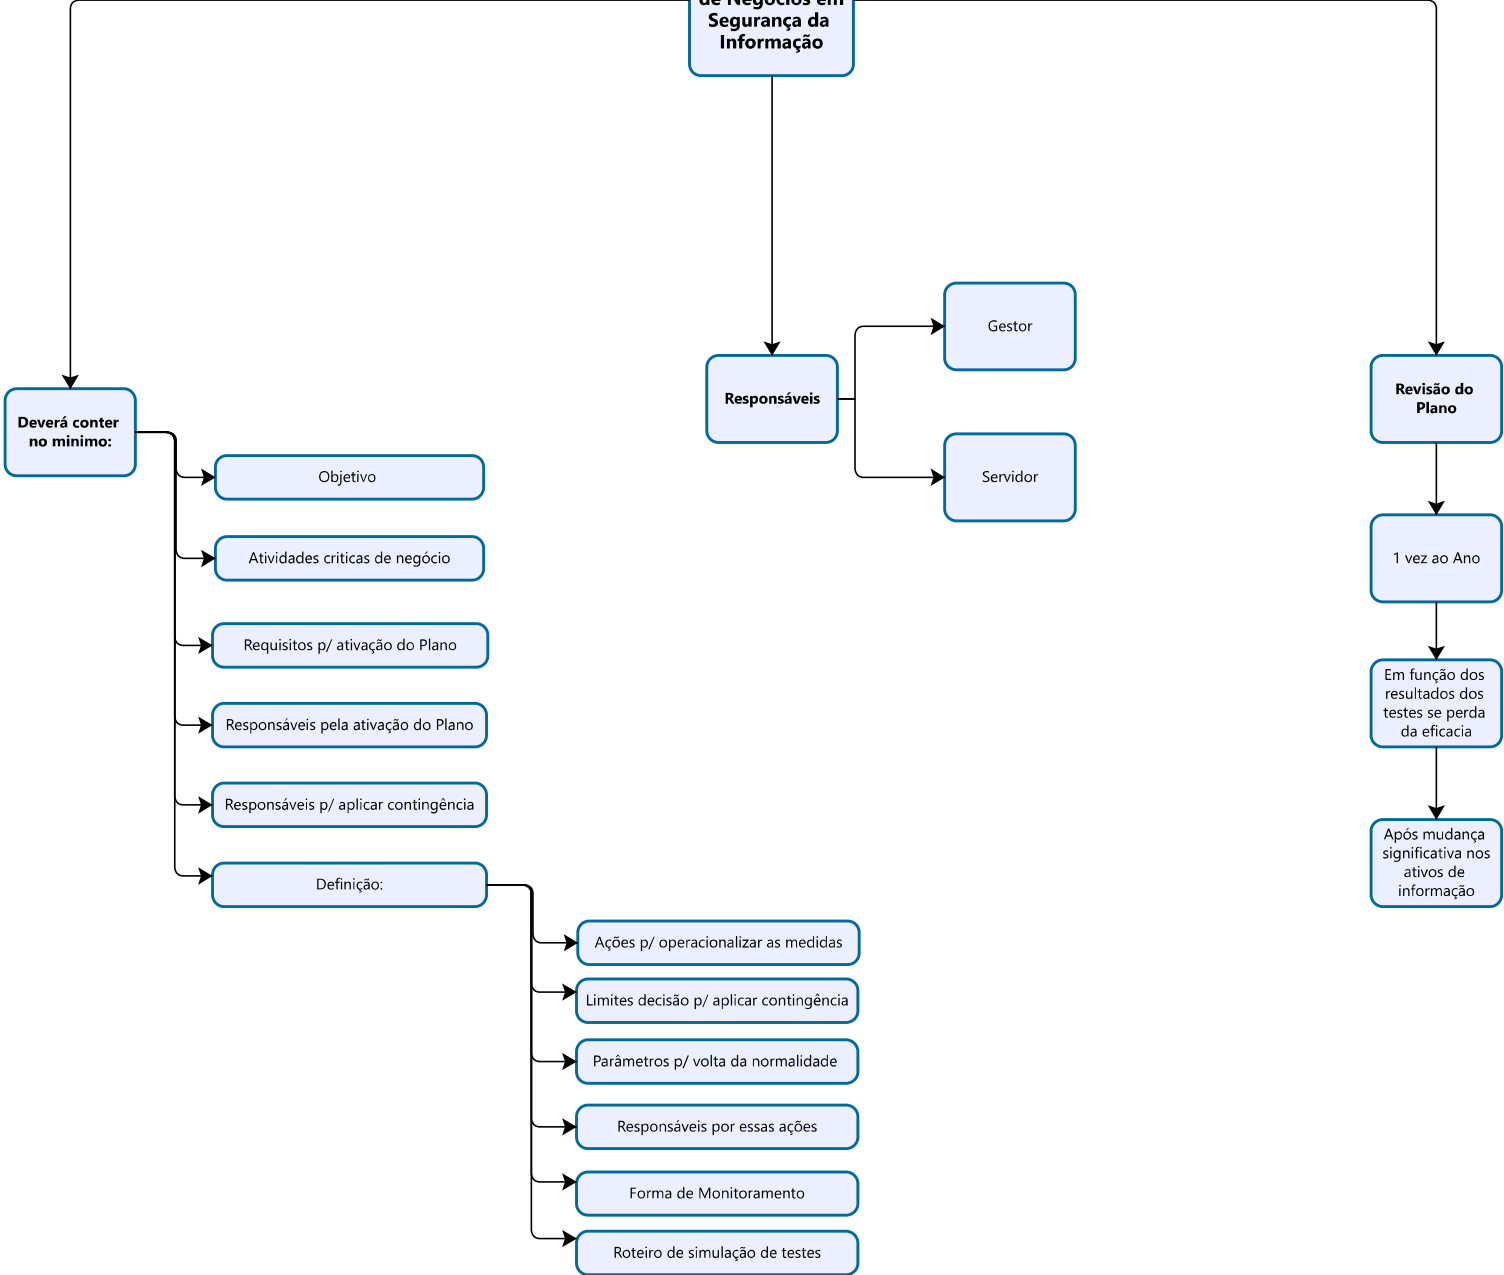 de Negócios em
Segurança da
Informação
Gestor
Responsáveis
Servidor
Revisão do
Plano
Deverá conter
no minimo:
Objetivo
Atividades criticas de negócio
1 vez ao Ano
Requisitos p/ ativação do Plano
Em função dos
resultados dos
testes se perda
da eficacia
Responsáveis pela ativação do Plano
Responsáveis p/ aplicar contingência
Após mudança
significativa nos
ativos de
informação
Definição:
Ações p/ operacionalizar as medidas
Limites decisão p/ aplicar contingência
Parâmetros p/ volta da normalidade
Responsáveis por essas ações
Forma de Monitoramento
Roteiro de simulação de testes